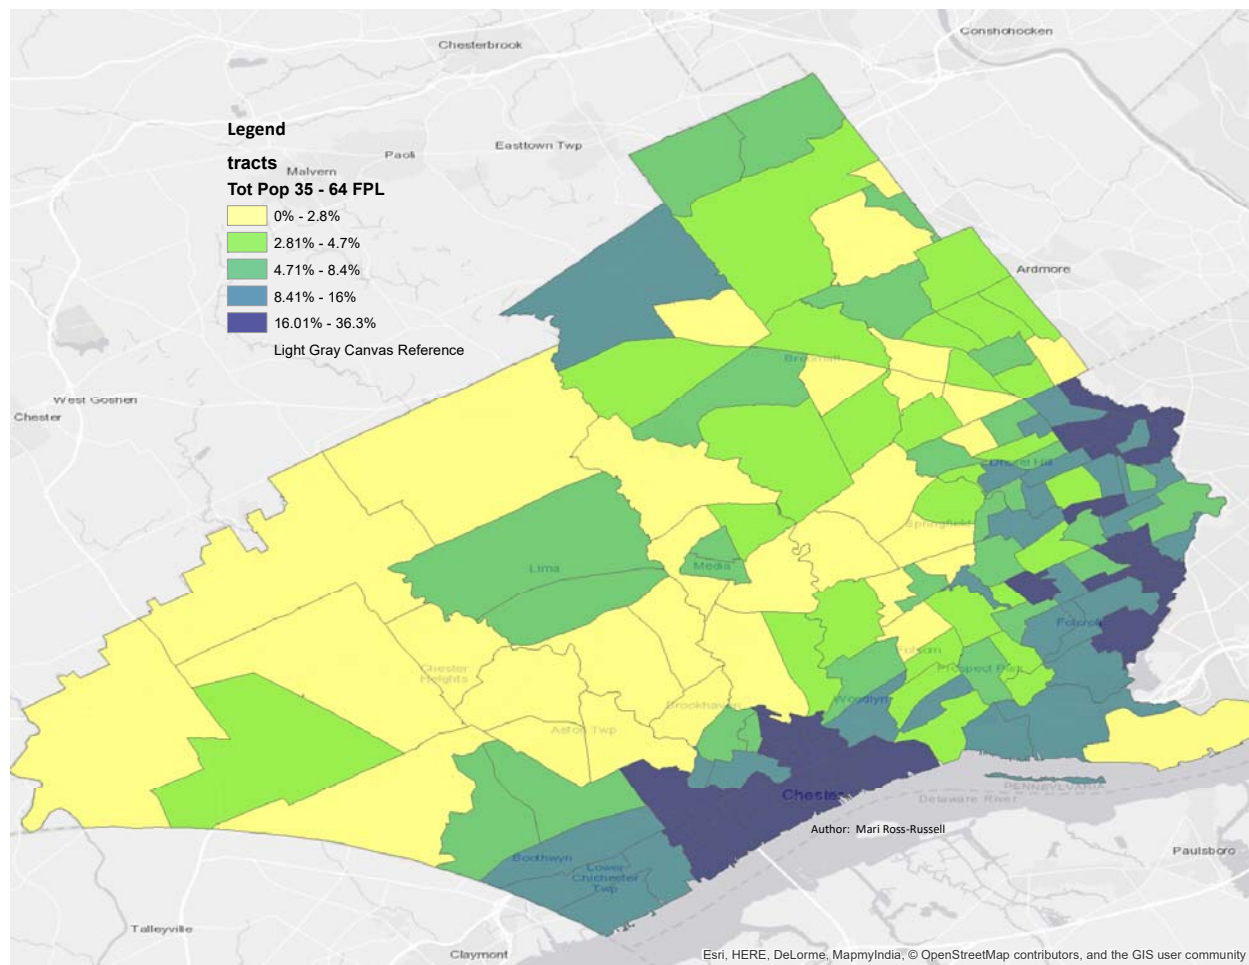 Conshohocken
Chesterbrook
Legend
tracts
Malvern
Paoli
Easttown Twp
Tot Pop 35 - 64 FPL
0% - 2.8%
2.81% - 4.7%
4.71% - 8.4%
8.41% - 16%
16.01% - 36.3%
Light Gray Canvas Reference
Ardmore
Broomall
West Goshen
Chester
Drexel Hill
Springfield
Lima
Media
Folcroft
Folsom
Chester
Heights
Prospect Park
Woodlyn
Brookhaven
Aston Twp
Chester
PENNSYLVANIA
Delaware River
Author: Mari Ross-Russell
Paulsboro
Boothwyn
Lower
Chichester
Twp
Talleyville
Claymont
Esri, HERE, DeLorme, MapmyIndia, © OpenStreetMap contributors, and the GIS user community